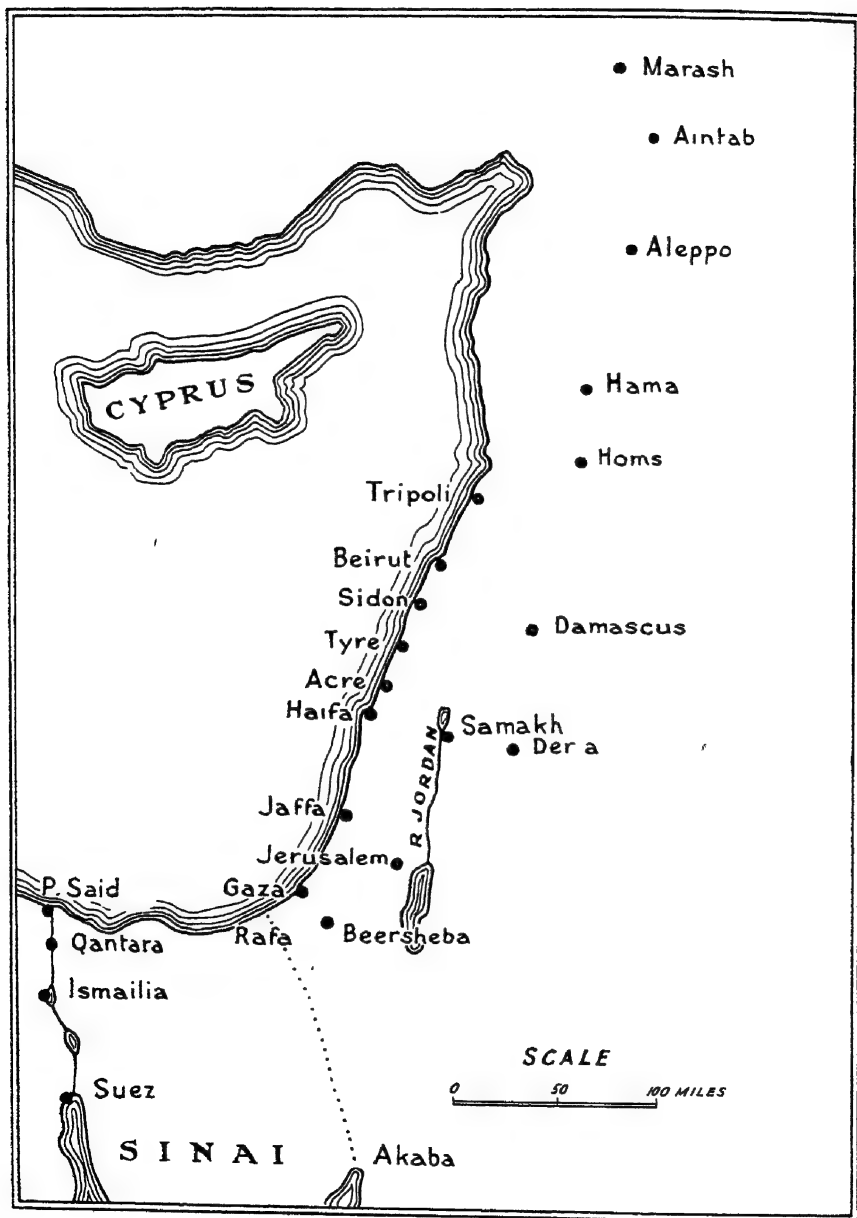 Marash
Aintab
Aleppo
CYPRUS
Hama
Homs
Tripoli
Beirut
Sidon
Damascus
Tyre
Acre
Haifa
Samakh
Der a
R JORDAN
Jaffa
Jerusalem
P. Said
Gaza
Rafa
Beersheba
Qantara
Ismailia
SCALE
0 50 100 MILES
Suez
SINAI
Akaba